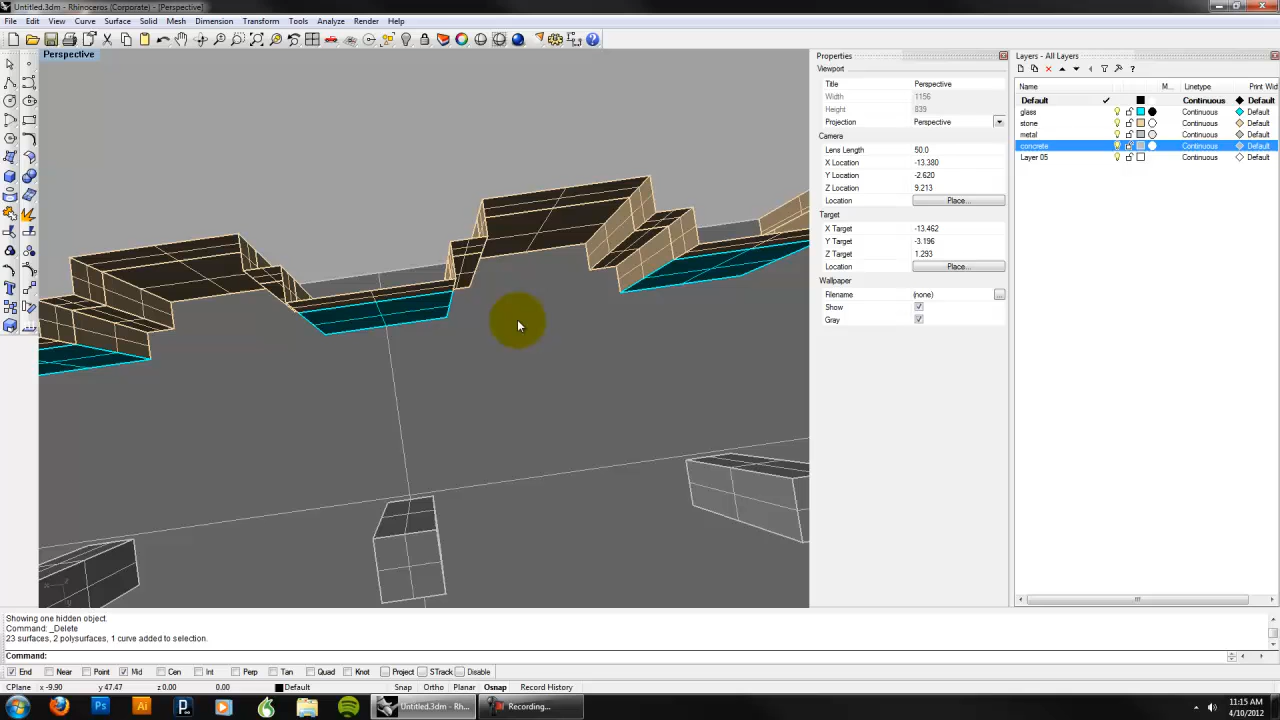 Untitled.3dm - Rhinoceros (Corporate) - [Perspective]
File Edit View Curve Surface Solid Mesh Dimension Transform Tools Analyze Render Help
Perspective
Properties
Viewport
Title Perspective
Width 1156
Height 839
Projection Perspective
Camera
Lens Length 50.0
X Location -13.380
Y Location -2.620
Z Location 9.213
Location Place...
Target
X Target -13.462
Y Target -3.196
Z Target 1.293
Location Place...
Wallpaper
Filename (none)
Show
Gray
Layers - All Layers
Name M... Linetype Print Wid
Default Continuous Default
glass Continuous Default
stone Continuous Default
metal Continuous Default
concrete Continuous Default
Layer 05 Continuous Default
Showing one hidden object.
Command: _Delete
23 surfaces, 2 polysurfaces, 1 curve added to selection.
Command:
End Near Point Mid Cen Int Perp Tan Quad Knot Project STrack Disable
CPlane x -9.90 y 47.47 z 0.00 0.00 Default Snap Ortho Planar Osnap Record History
Ps Ai Untitled.3dm - Rh... Recording... 11:15 AM
4/10/2012